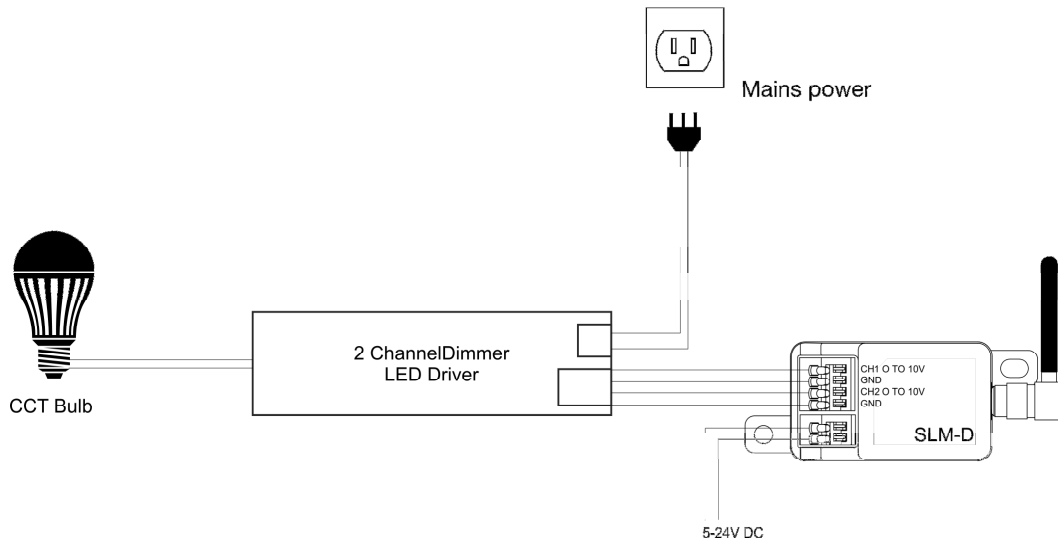 Mains power
2 ChannelDimmer
LED Driver
CCT Bulb
CH1 O TO 10V
GND
CH2 O TO 10V
GND
SLM-D
5-24V DC